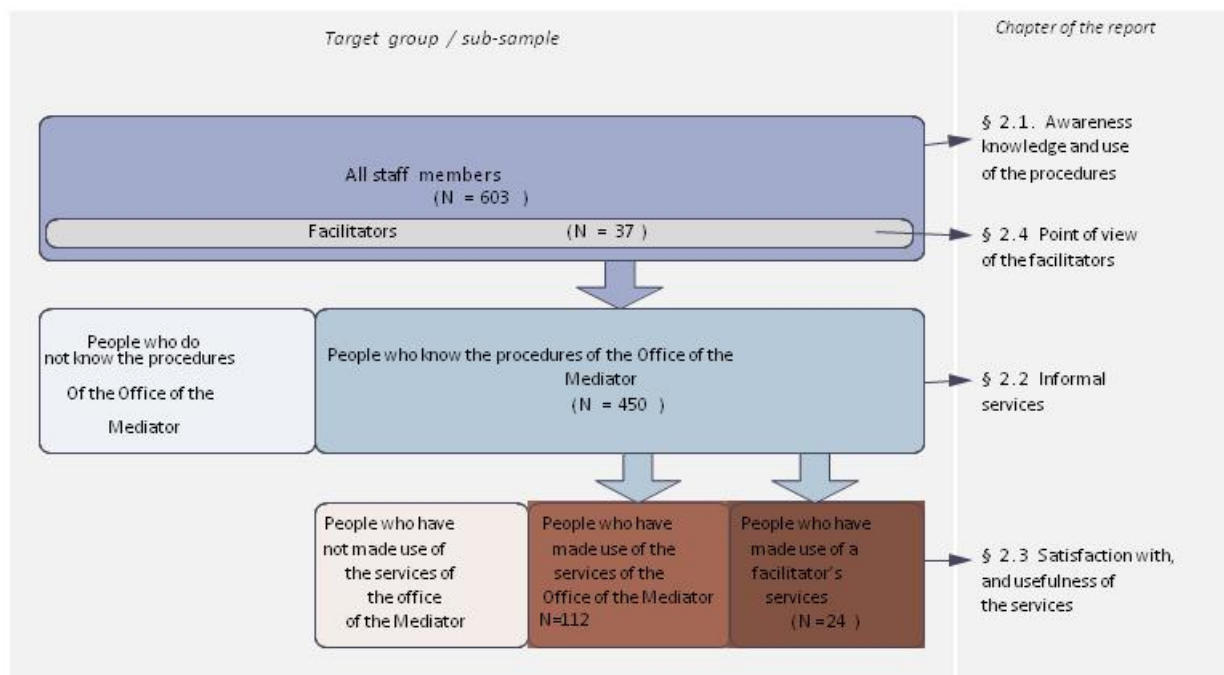 Target group / sub-sample
Chapter of the report
All staff members
(N = 603 )
Facilitators (N = 37 )
§ 2.1. Awareness
knowledge and use
of the procedures
§ 2.4 Point of view
of the facilitators
People who do
not know the procedures
Of the Office of the
Mediator
People who know the procedures of the Office of the
Mediator
(N = 450 )
§ 2.2 Informal
services
People who have
not made use of
the services of
the office
of the Mediator
People who have
made use of the
services of the
Office of the Mediator
N=112
People who have
made use of a
facilitator's
services
(N =24 )
§ 2.3 Satisfaction with,
and usefulness of
the services